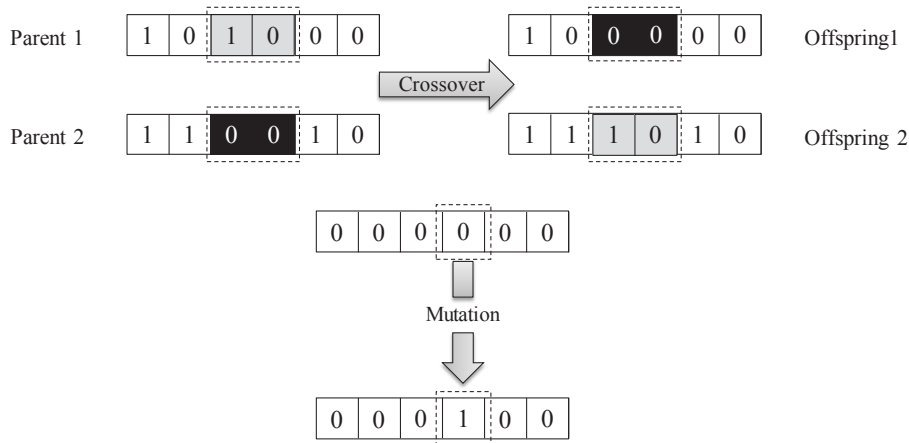 Parent 1 1 0 1 0 0 0 1 0 0 0 0 0 Offspring1
Crossover
Parent 2 1 1 0 0 1 0 1 1 1 0 1 0 Offspring 2
0 0 0 0 0 0
Mutation
0 0 0 1 0 0